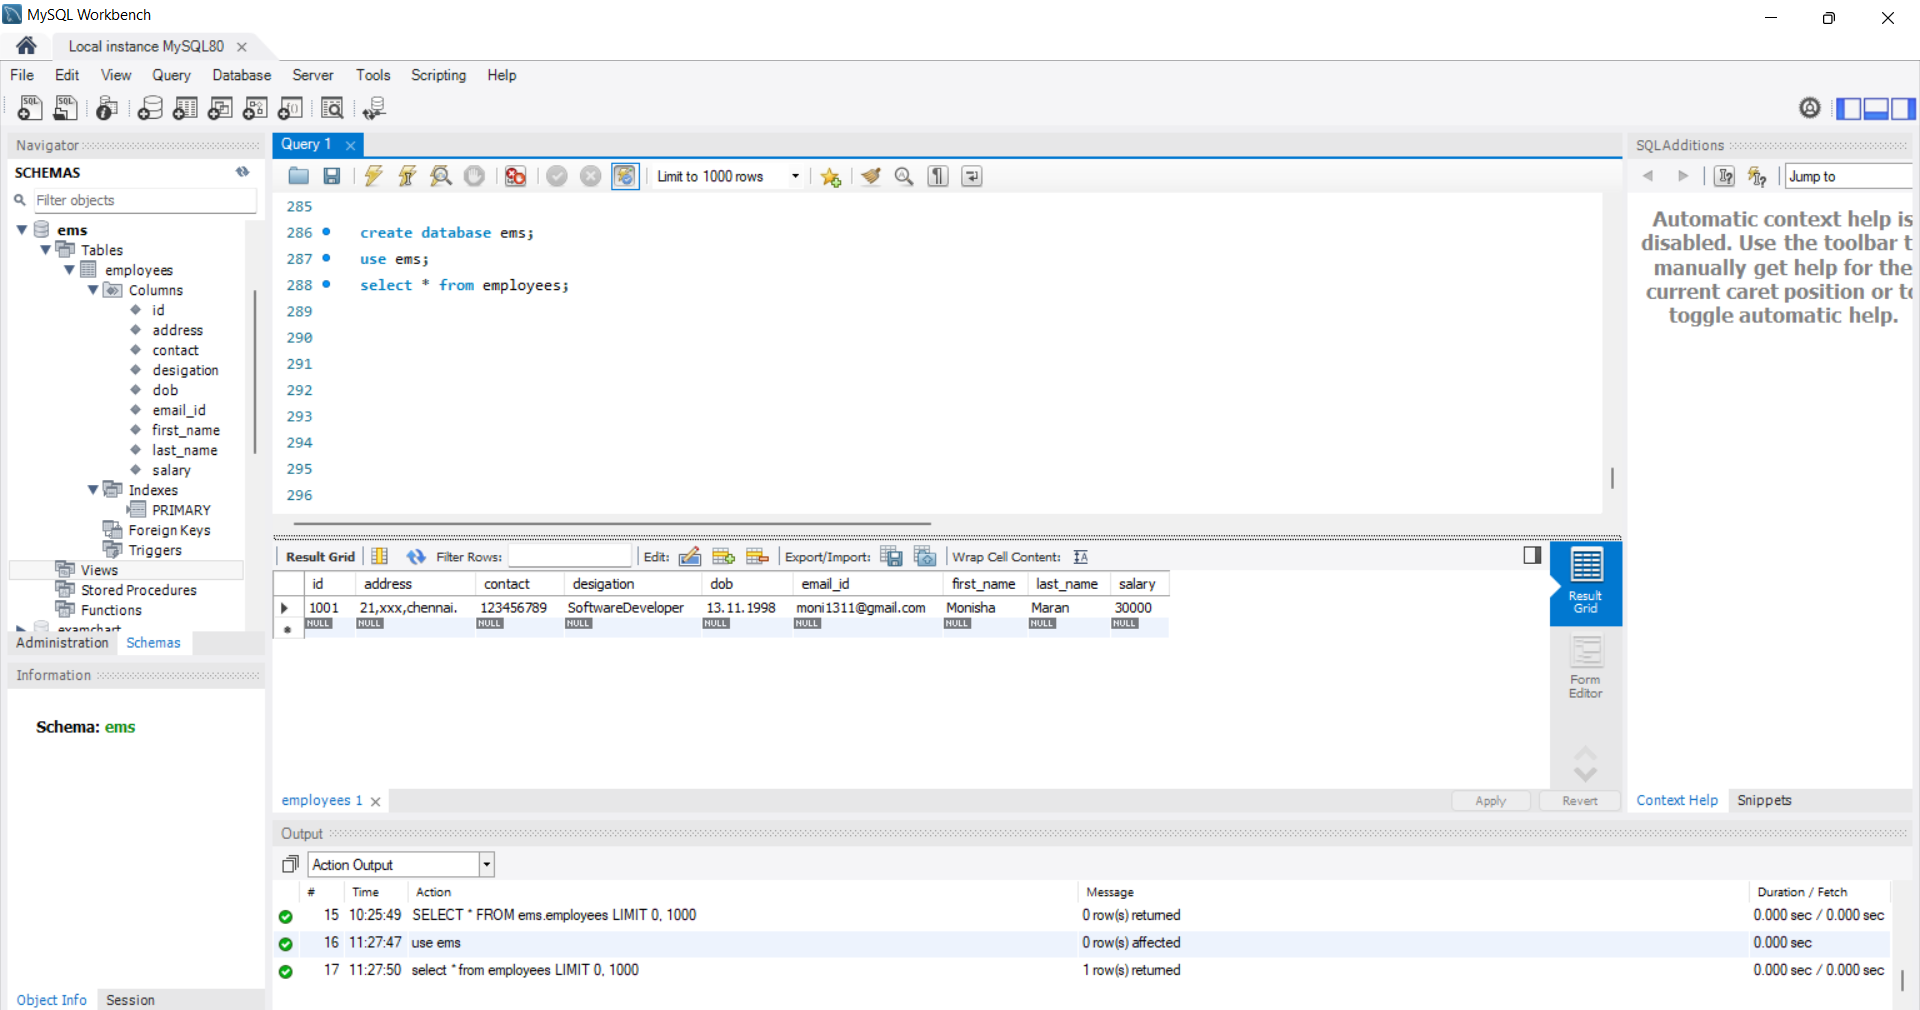 MySQL Workbench
Local instance MySQL80
File Edit View Query Database Server Tools Scripting Help
Navigator
SCHEMAS
Filter objects
ems
Tables
employees
Columns
id
address
contact
desigation
dob
email_id
first_name
last_name
salary
Indexes
PRIMARY
Foreign Keys
Triggers
Views
Stored Procedures
Functions
examchart
Administration Schemas
Information
Schema: ems
Object Info Session
Query 1
Limit to 1000 rows
285
286 create database ems;
287 use ems;
288 select * from employees;
289
290
291
292
293
294
295
296
Result Grid Filter Rows: Edit: Export/Import: Wrap Cell Content:
id address contact desigation dob email_id first_name last_name salary
1001 21,xxx,chennai. 123456789 SoftwareDeveloper 13.11.1998 moni1311@gmail.com Monisha Maran 30000
NULL NULL NULL NULL NULL NULL NULL NULL NULL
Result
Grid
Form
Editor
employees 1
Apply Revert
SQLAdditions
Jump to
Automatic context help is
disabled. Use the toolbar t
manually get help for the
current caret position or to
toggle automatic help.
Context Help Snippets
Output
Action Output
# Time Action Message Duration / Fetch
15 10:25:49 SELECT * FROM ems.employees LIMIT 0, 1000 0 row(s) returned 0.000 sec / 0.000 sec
16 11:27:47 use ems 0 row(s) affected 0.000 sec
17 11:27:50 select * from employees LIMIT 0, 1000 1 row(s) returned 0.000 sec / 0.000 sec